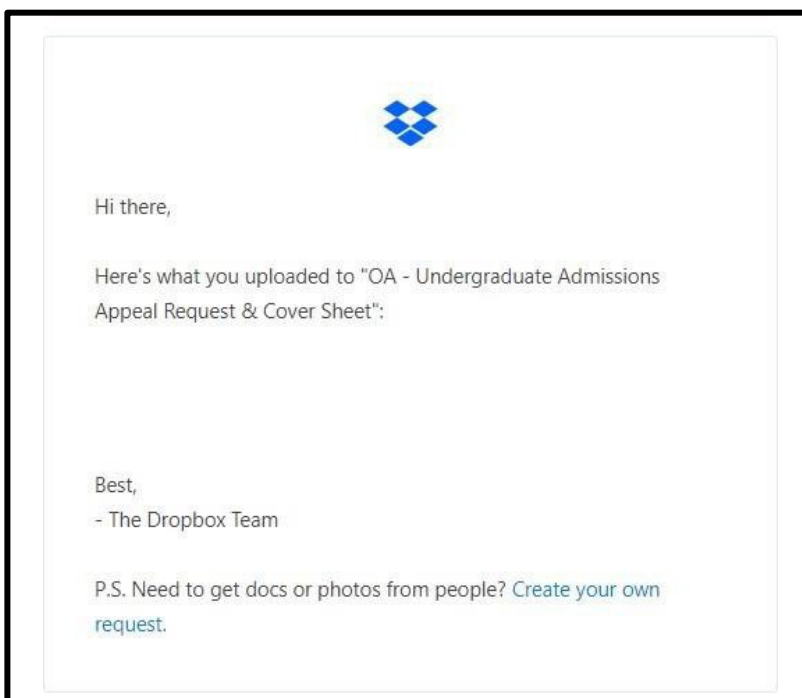 Hi there,
Here's what you uploaded to "OA - Undergraduate Admissions
Appeal Request & Cover Sheet":
Best,
- The Dropbox Team
P.S. Need to get docs or photos from people? Create your own
request.